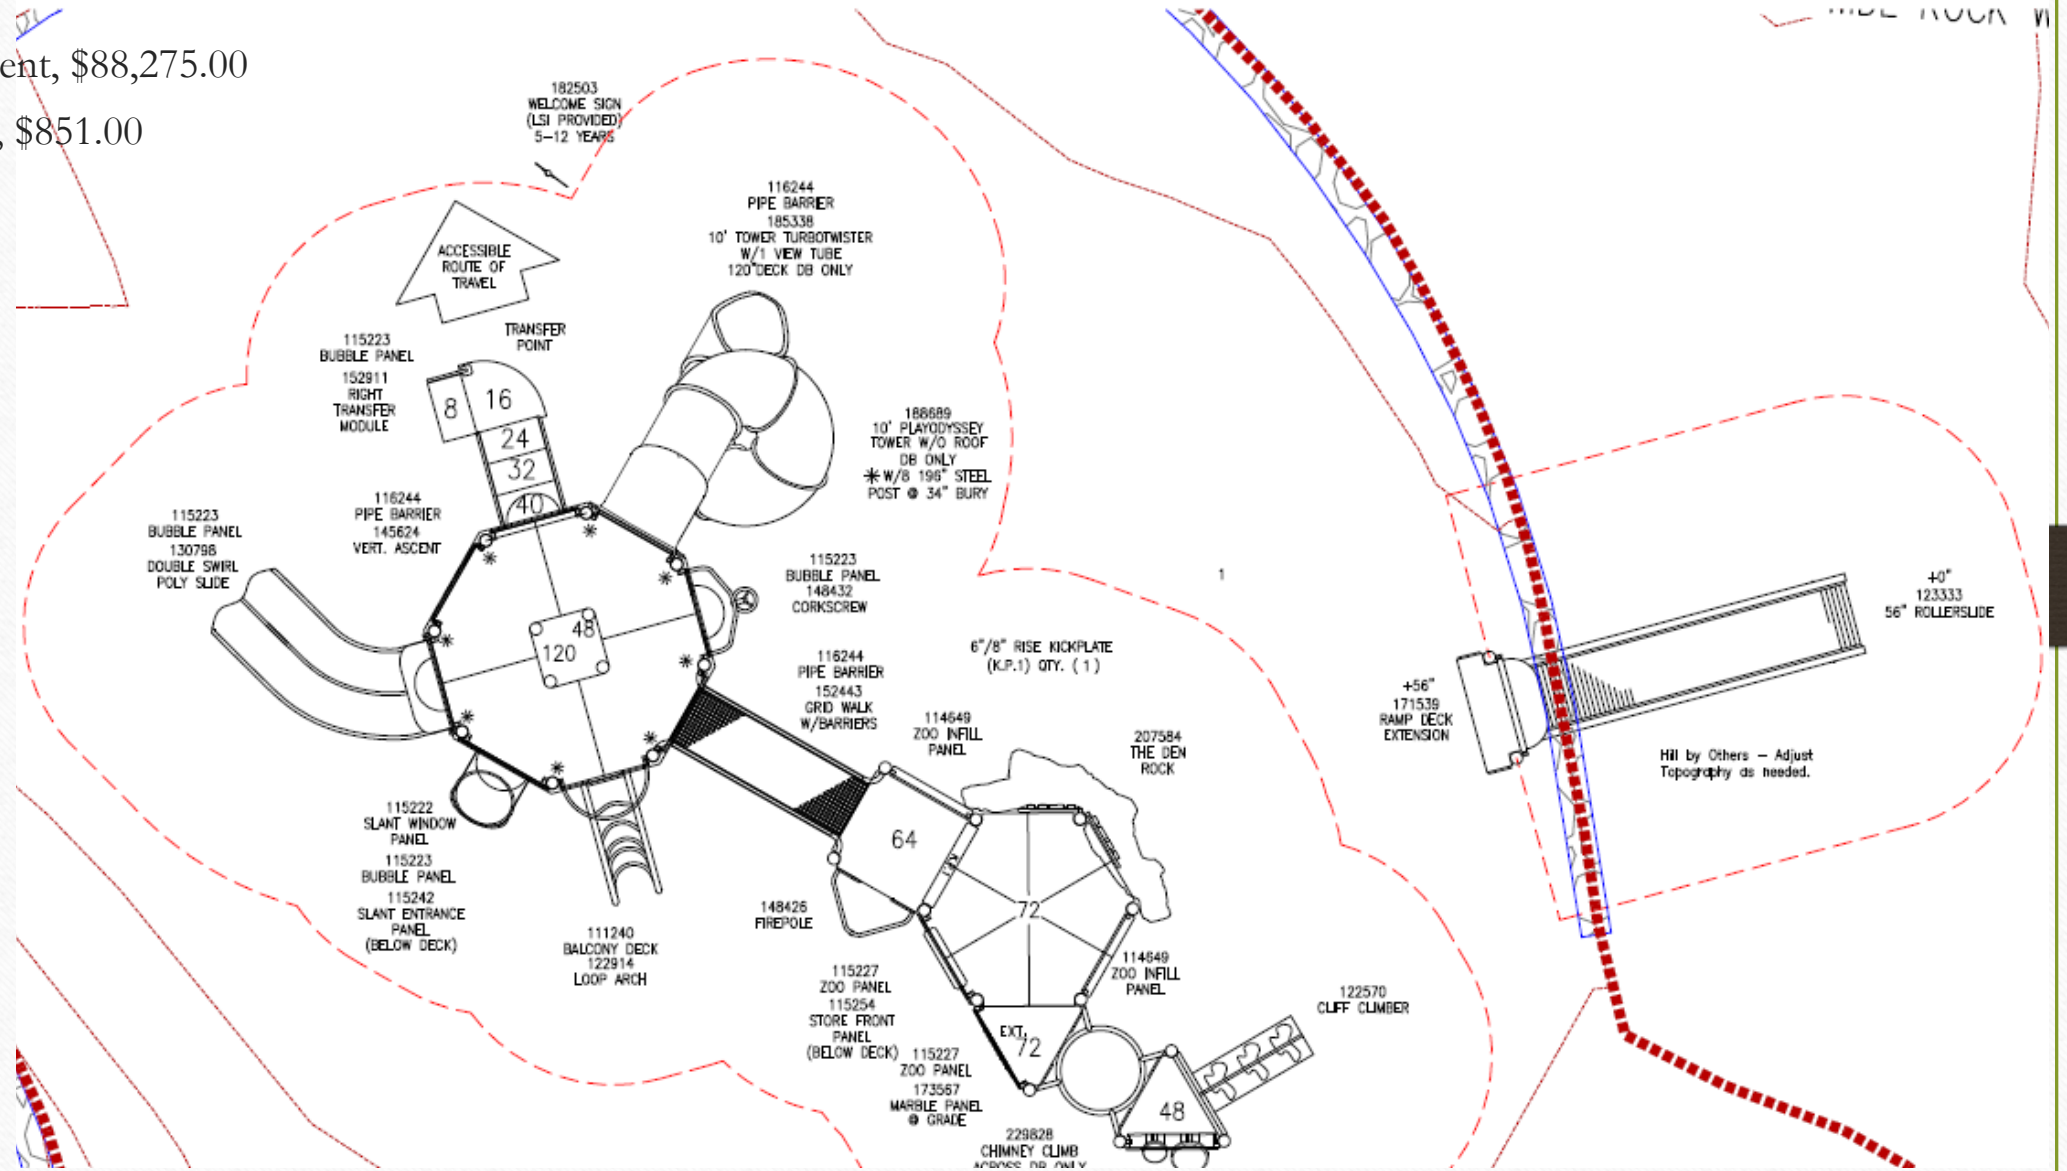 ent, $88,275.00
, $851.00
182503
WELCOME SIGN
(LSI PROVIDED)
5-12 YEARS
116244
PIPE BARRIER
185338
10' TOWER TURBOTWISTER
W/1 VIEW TUBE
120"DECK DB ONLY
ACCESSIBLE
ROUTE OF
TRAVEL
TRANSFER
POINT
115223
BUBBLE PANEL
152911
RIGHT
TRANSFER
MODULE
8
16
24
32
40
188689
10' PLAYODYSSEY
TOWER W/O ROOF
DB ONLY
* W/8 196" STEEL
POST @ 34" BURY
116244
PIPE BARRIER
145624
VERT. ASCENT
115223
BUBBLE PANEL
130798
DOUBLE SWIRL
POLY SLIDE
115223
BUBBLE PANEL
148432
CORKSCREW
1
48
120
6"/8" RISE KICKPLATE
(K.P.1) QTY. ( 1 )
116244
PIPE BARRIER
152443
GRID WALK
W/BARRIERS
+0"
123333
56" ROLLERSLIDE
+56"
171539
RAMP DECK
EXTENSION
Hill by Others – Adjust
Topography as needed.
114649
ZOO INFILL
PANEL
207584
THE DEN
ROCK
115222
SLANT WINDOW
PANEL
115223
BUBBLE PANEL
115242
SLANT ENTRANCE
PANEL
(BELOW DECK)
64
K.P.1
72
148426
FIREPOLE
111240
BALCONY DECK
122914
LOOP ARCH
114649
ZOO INFILL
PANEL
115227
ZOO PANEL
115254
STORE FRONT
PANEL
(BELOW DECK)
122570
CLIFF CLIMBER
EXT.
72
115227
ZOO PANEL
173567
MARBLE PANEL
@ GRADE
48
229828
CHIMNEY CLIMB
ACROSS DB ONLY